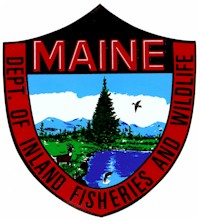 MAINE
DEPT. OF INLAND FISHERIES AND WILDLIFE